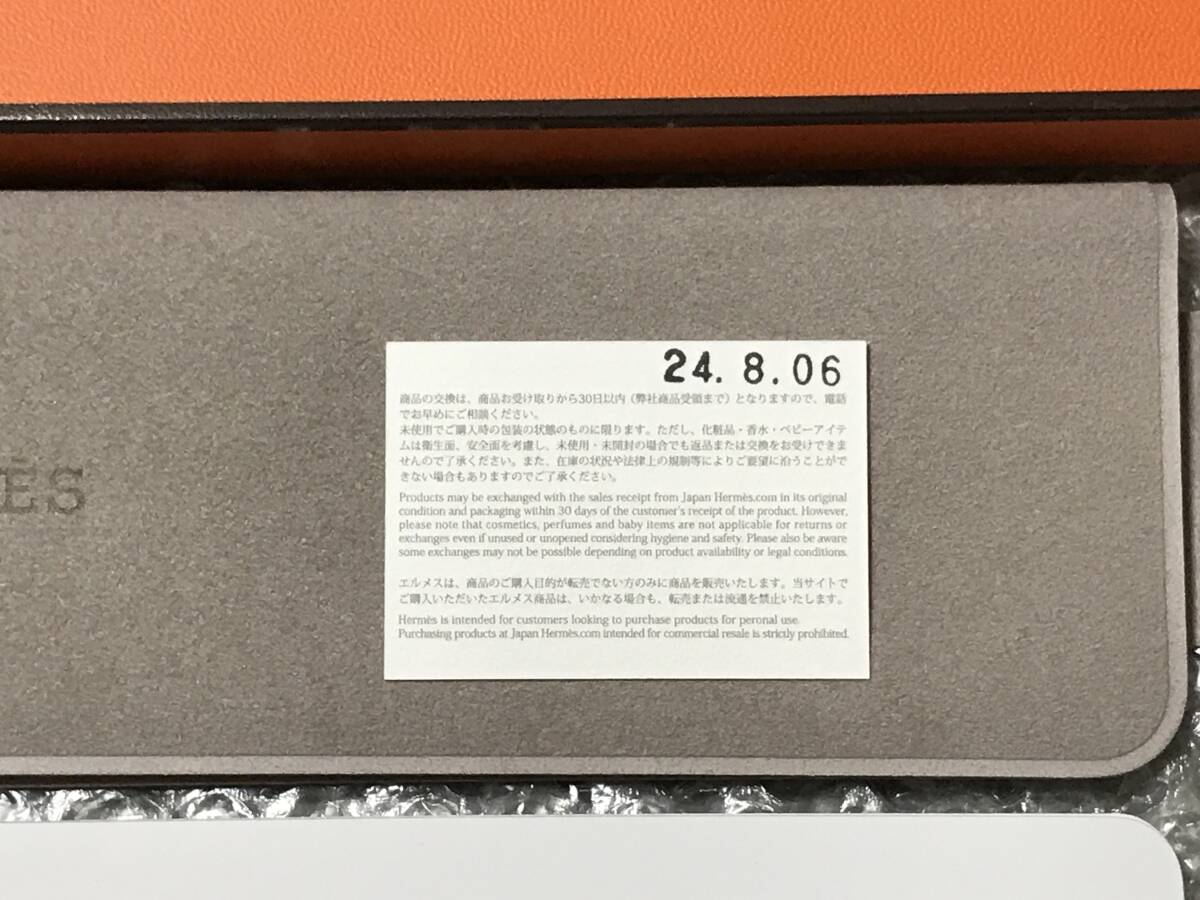 24. 8. 06
商品の交換は、商品お受け取りから30日以内（弊社商品受領まで）となりますので、電話
でお早めにご相談ください。
未使用でご購入時の包装の状態のものに限ります。ただし、化粧品・香水・ベビーアイテ
ムは衛生面、安全面を考慮し、未使用・未開封の場合でも返品または交換をお受けできま
せんので了承ください。また、在庫の状況や法律上の規制等によりご要望に沿うことがで
きない場合もありますのでご了承ください。
Products may be exchanged with the sales receipt from Japan Hermès.com in its original
condition and packaging within 30 days of the customer's receipt of the product. However,
please note that cosmetics, perfumes and baby items are not applicable for returns or
exchanges even if unused or unopened considering hygiene and safety. Please also be aware
some exchanges may not be possible depending on product availability or legal conditions.
エルメスは、商品のご購入目的が転売でない方のみに商品を販売いたします。当サイトで
ご購入いただいたエルメス商品は、いかなる場合も、転売または流通を禁止いたします。
Hermès is intended for customers looking to purchase products for peronal use.
Purchasing products at Japan Hermès.com intended for commercial resale is strictly prohibited.
ÈS